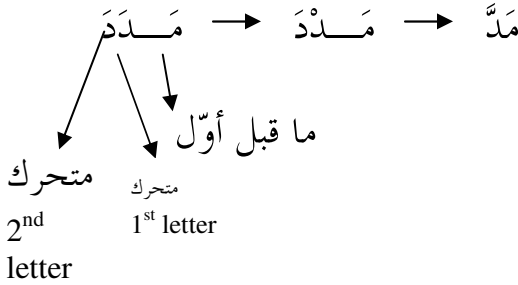 مَـــدَدَ → مَـــدْدَ → مَدَّ
ما قبل أوّل
متحرك
متحرك
1st letter
2nd
letter